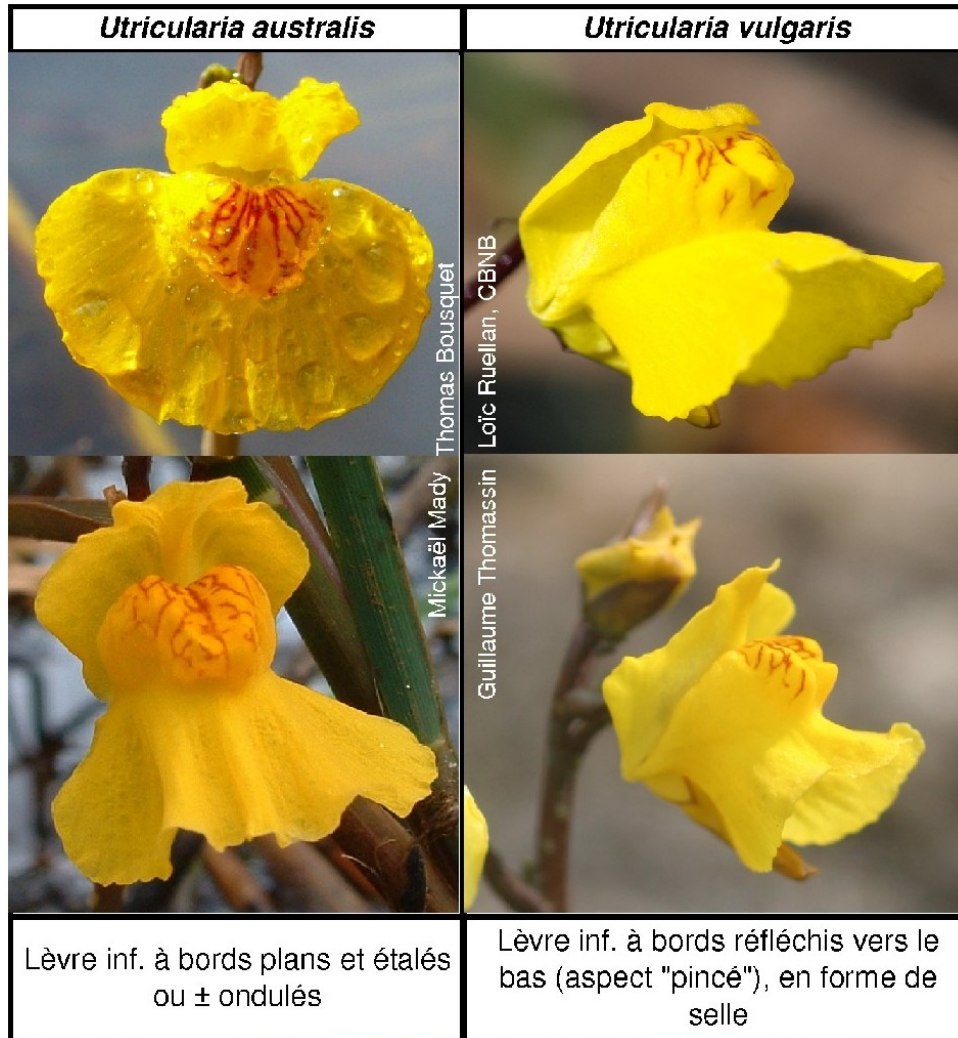 Utricularia australis
Utricularia vulgaris
Thomas Bousquet
Loïc Ruellan, CBNB
Mickaël Mady
Guillaume Thomassin
Lèvre inf. à bords plans et étalés
ou ± ondulés
Lèvre inf. à bords réfléchis vers le
bas (aspect "pincé"), en forme de
selle